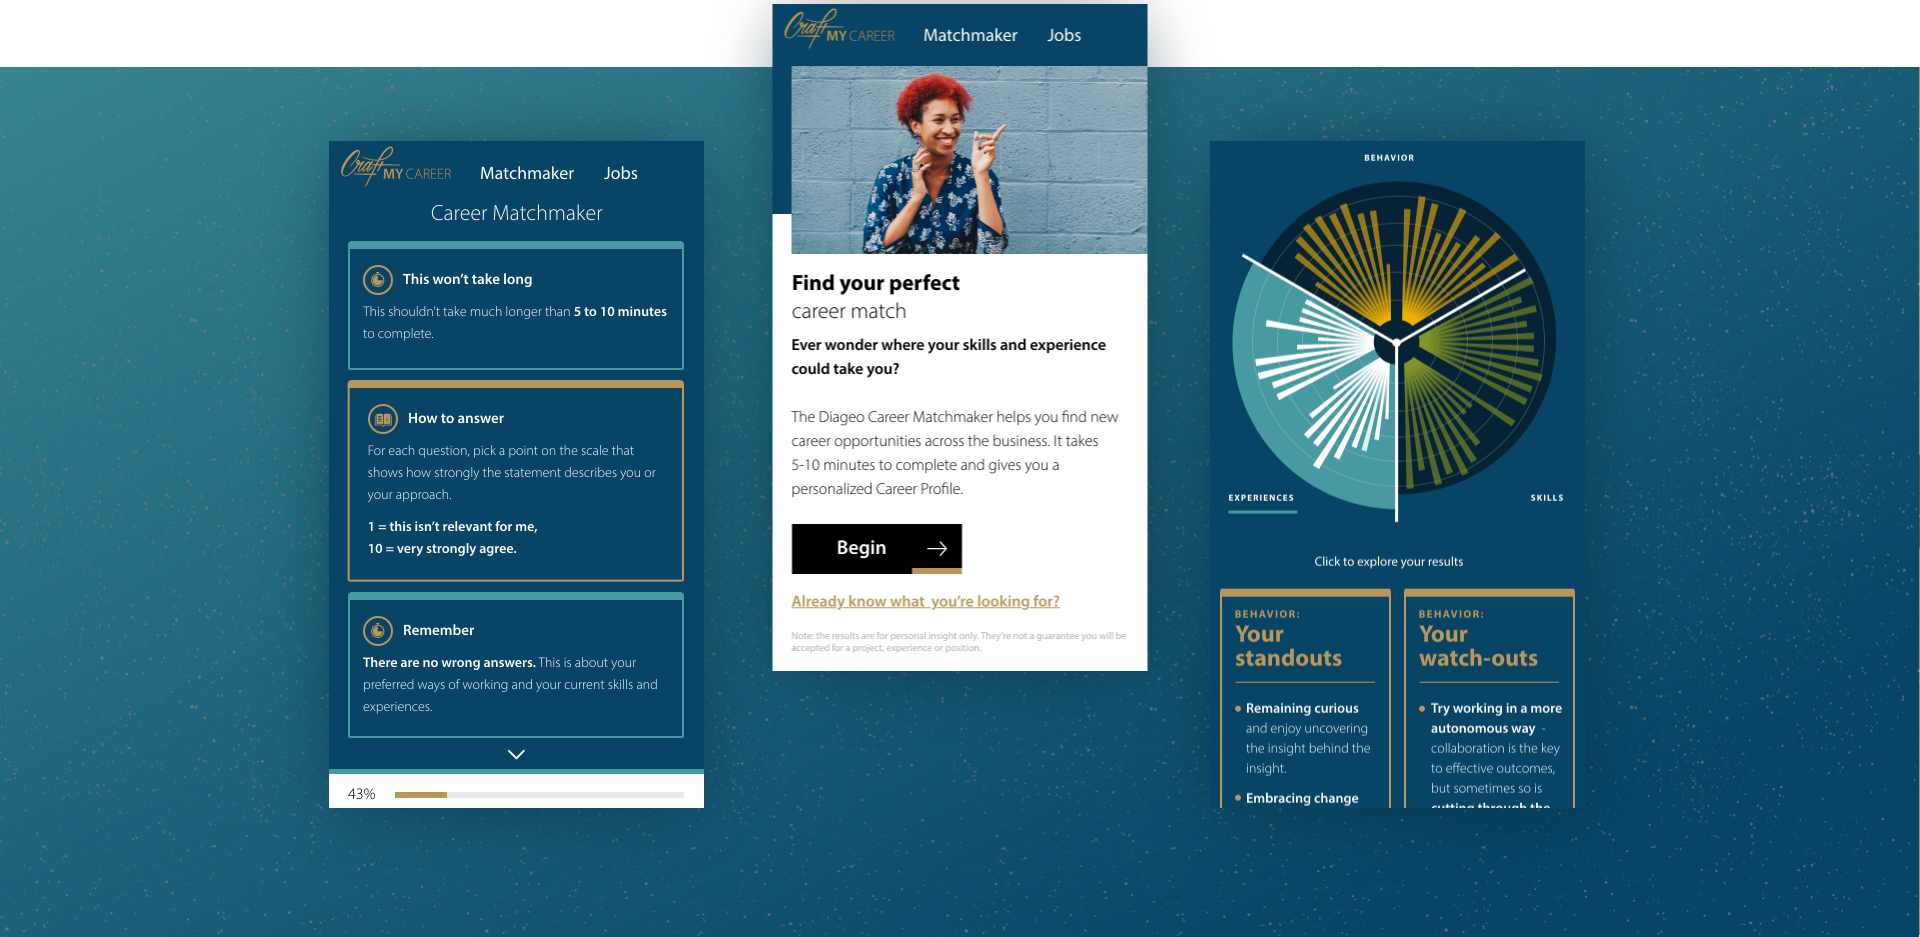 Craft MY CAREER
Matchmaker
Jobs
Career Matchmaker
This won't take long
This shouldn't take much longer than 5 to 10 minutes
to complete.
How to answer
For each question, pick a point on the scale that
shows how strongly the statement describes you or
your approach.
1 = this isn't relevant for me,
10 = very strongly agree.
Remember
There are no wrong answers. This is about your
preferred ways of working and your current skills and
experiences.
43%
Craft MY CAREER
Matchmaker
Jobs
Find your perfect
career match
Ever wonder where your skills and experience
could take you?
The Diageo Career Matchmaker helps you find new
career opportunities across the business. It takes
5-10 minutes to complete and gives you a
personalized Career Profile.
Begin
Already know what  you're looking for?
Note: the results are for personal insight only. They're not a guarantee you will be
accepted for a project, experience or position.
BEHAVIOR
EXPERIENCES
SKILLS
Click to explore your results
BEHAVIOR:
Your
standouts
Remaining curious
and enjoy uncovering
the insight behind the
insight.
Embracing change
BEHAVIOR:
Your
watch-outs
Try working in a more
autonomous way -
collaboration is the key
to effective outcomes,
but sometimes so is
cutting through the